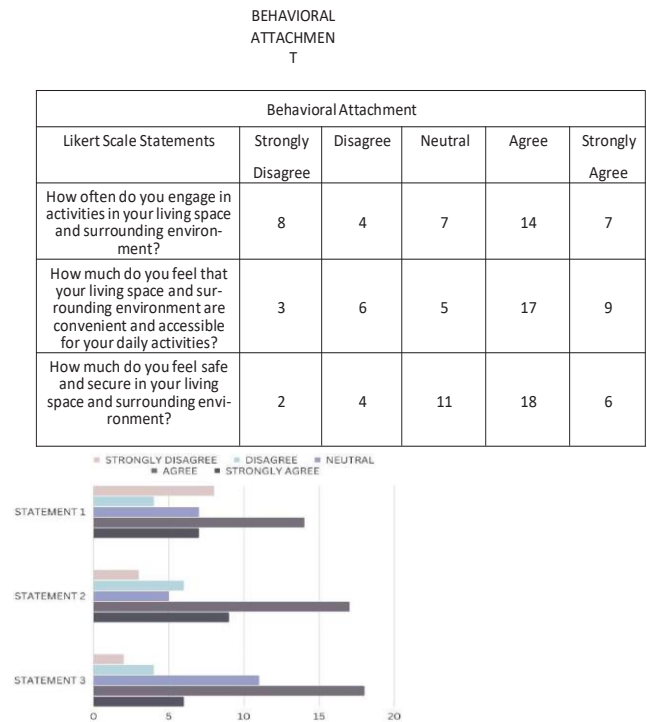 BEHAVIORAL
ATTACHMEN
T
Behavioral Attachment
Likert Scale Statements Strongly Disagree Neutral Agree Strongly
Disagree Agree
How often do you engage in
activities in your living space
and surrounding environ-
ment?
8 4 7 14 7
How much do you feel that
your living space and sur-
rounding environment are
convenient and accessible
for your daily activities?
3 6 5 17 9
How much do you feel safe
and secure in your living
space and surrounding envi-
ronment?
2 4 11 18 6
STRONGLY DISAGREE DISAGREE NEUTRAL
AGREE STRONGLY AGREE
STATEMENT 1
STATEMENT 2
STATEMENT 3
0 5 10 15 20